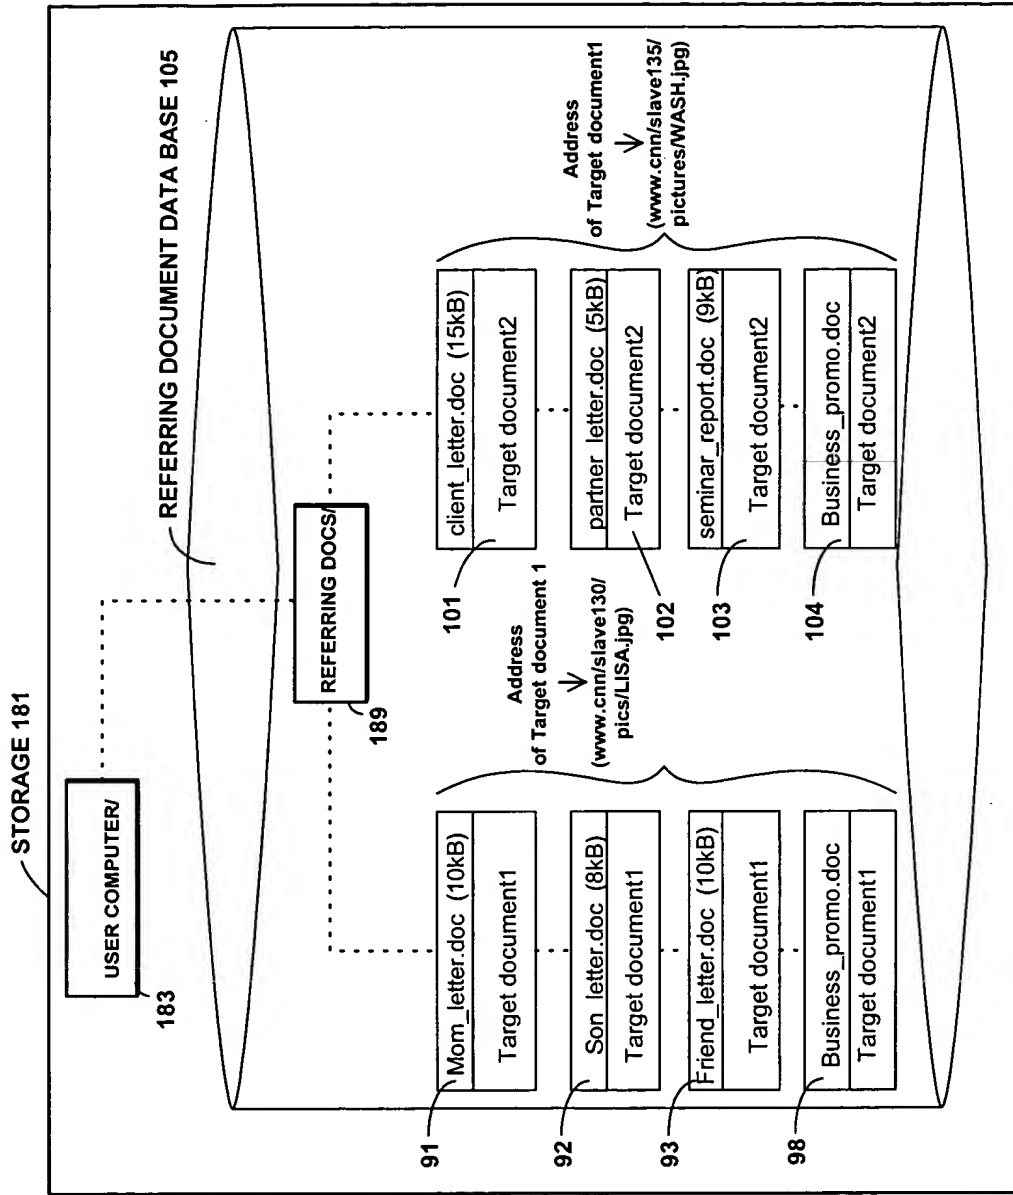 STORAGE 181
USER COMPUTER/
183
REFERRING DOCUMENT DATA BASE 105
REFERRING DOCS/
189
91
Mom_letter.doc (10kB)
Target document1
92
Son_letter.doc (8kB)
Target document1
93
Friend_letter.doc (10kB)
Target document1
98
Business_promo.doc
Target document1
Address
of Target document 1
(www.cnn/slave130/
pics/LISA.jpg)
101
client_letter.doc (15kB)
Target document2
102
partner_letter.doc (5kB)
Target document2
103
seminar_report.doc (9kB)
Target document2
104
Business_promo.doc
Target document2
Address
of Target document1
(www.cnn/slave135/
pictures/WASH.jpg)